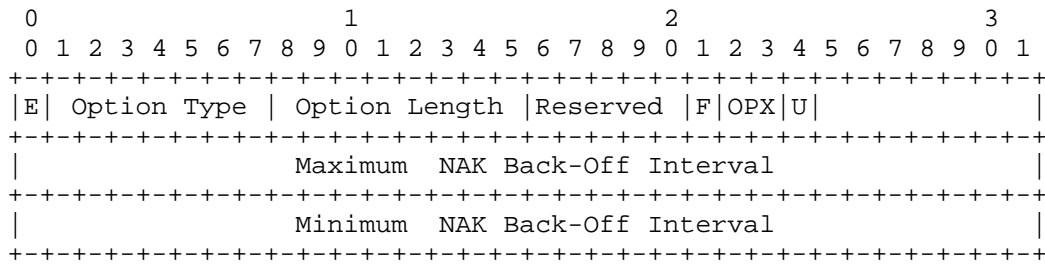 0                   1                   2                   3
 0 1 2 3 4 5 6 7 8 9 0 1 2 3 4 5 6 7 8 9 0 1 2 3 4 5 6 7 8 9 0 1
+-+-+-+-+-+-+-+-+-+-+-+-+-+-+-+-+-+-+-+-+-+-+-+-+-+-+-+-+-+-+-+-+
|E| Option Type | Option Length |Reserved |F|OPX|U|             |
+-+-+-+-+-+-+-+-+-+-+-+-+-+-+-+-+-+-+-+-+-+-+-+-+-+-+-+-+-+-+-+-+
|                 Maximum  NAK Back-Off Interval                |
+-+-+-+-+-+-+-+-+-+-+-+-+-+-+-+-+-+-+-+-+-+-+-+-+-+-+-+-+-+-+-+-+
|                 Minimum  NAK Back-Off Interval                |
+-+-+-+-+-+-+-+-+-+-+-+-+-+-+-+-+-+-+-+-+-+-+-+-+-+-+-+-+-+-+-+-+